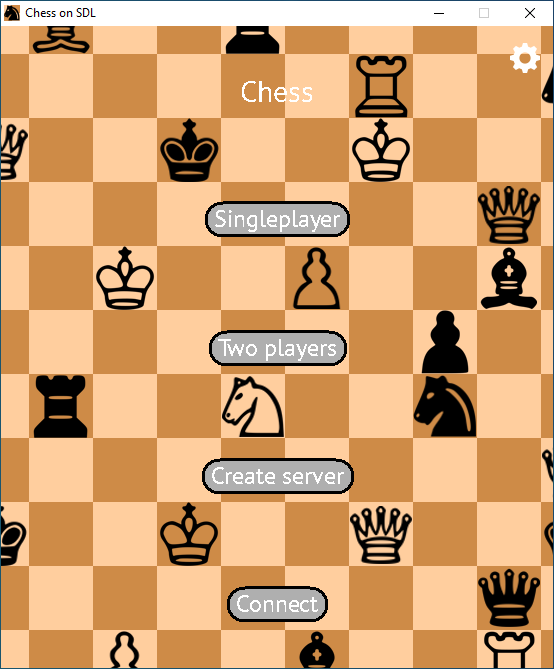 Chess on SDL
Chess
Singleplayer
Two players
Create server
Connect